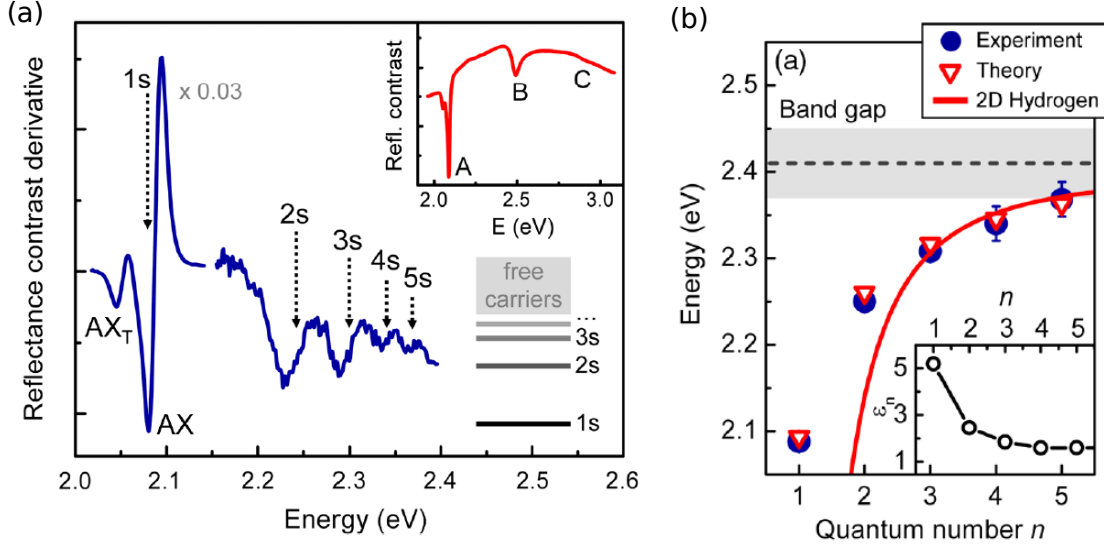 (a)
Reflectance contrast derivative
1s
x 0.03
AX_T
AX
2s
3s
4s
5s
Refl. contrast
A
B
C
2.0 2.5 3.0
E (eV)
free
carriers
...
3s
2s
1s
2.0 2.1 2.2 2.3 2.4 2.5 2.6
Energy (eV)
(b)
(a)
Experiment
Theory
2D Hydrogen
Band gap
2.5
2.4
2.3
2.2
2.1
Energy (eV)
n
1 2 3 4 5
5
3
1
ε_n
1 2 3 4 5
Quantum number n